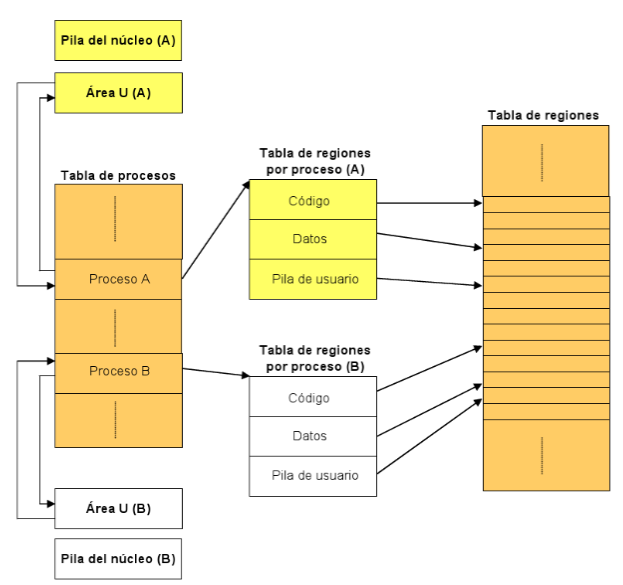 Pila del núcleo (A)
Área U (A)
Tabla de procesos
Proceso A
Proceso B
Área U (B)
Pila del núcleo (B)
Tabla de regiones
por proceso (A)
Código
Datos
Pila de usuario
Tabla de regiones
por proceso (B)
Código
Datos
Pila de usuario
Tabla de regiones